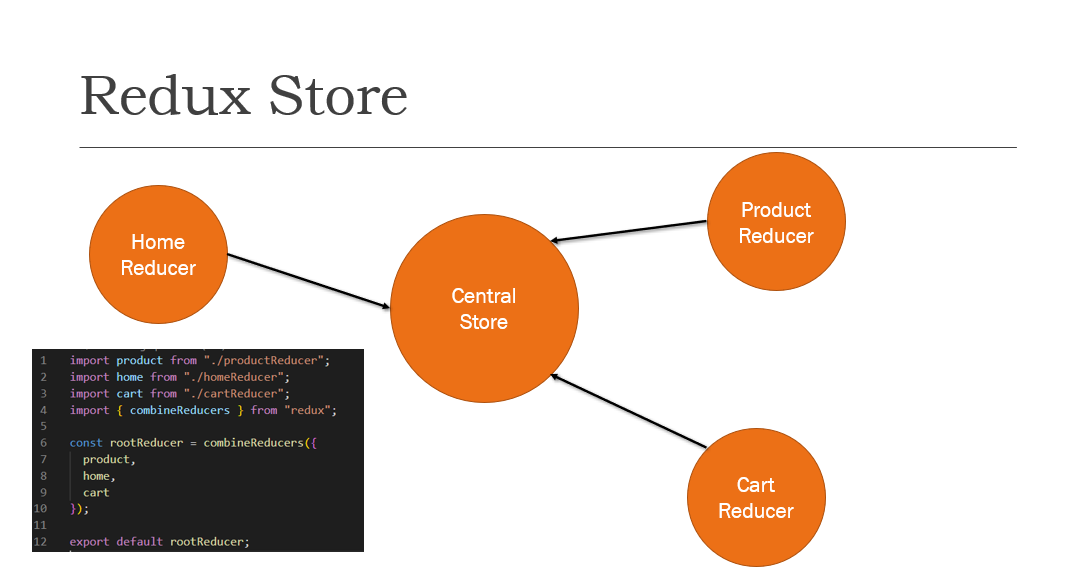 Redux Store
Home
Reducer
Central
Store
Product
Reducer
Cart
Reducer
1 import product from "./productReducer";
2 import home from "./homeReducer";
3 import cart from "./cartReducer";
4 import { combineReducers } from "redux";
5
6 const rootReducer = combineReducers({
7 product,
8 home,
9 cart
10 });
11
12 export default rootReducer;